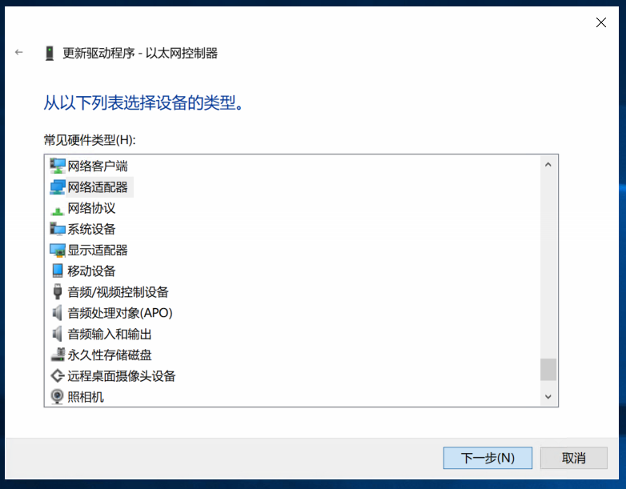 更新驱动程序 - 以太网控制器
从以下列表选择设备的类型。
常见硬件类型(H):
网络客户端
网络适配器
网络协议
系统设备
显示适配器
移动设备
音频/视频控制设备
音频处理对象(APO)
音频输入和输出
永久性存储磁盘
远程桌面摄像头设备
照相机
下一步(N)
取消